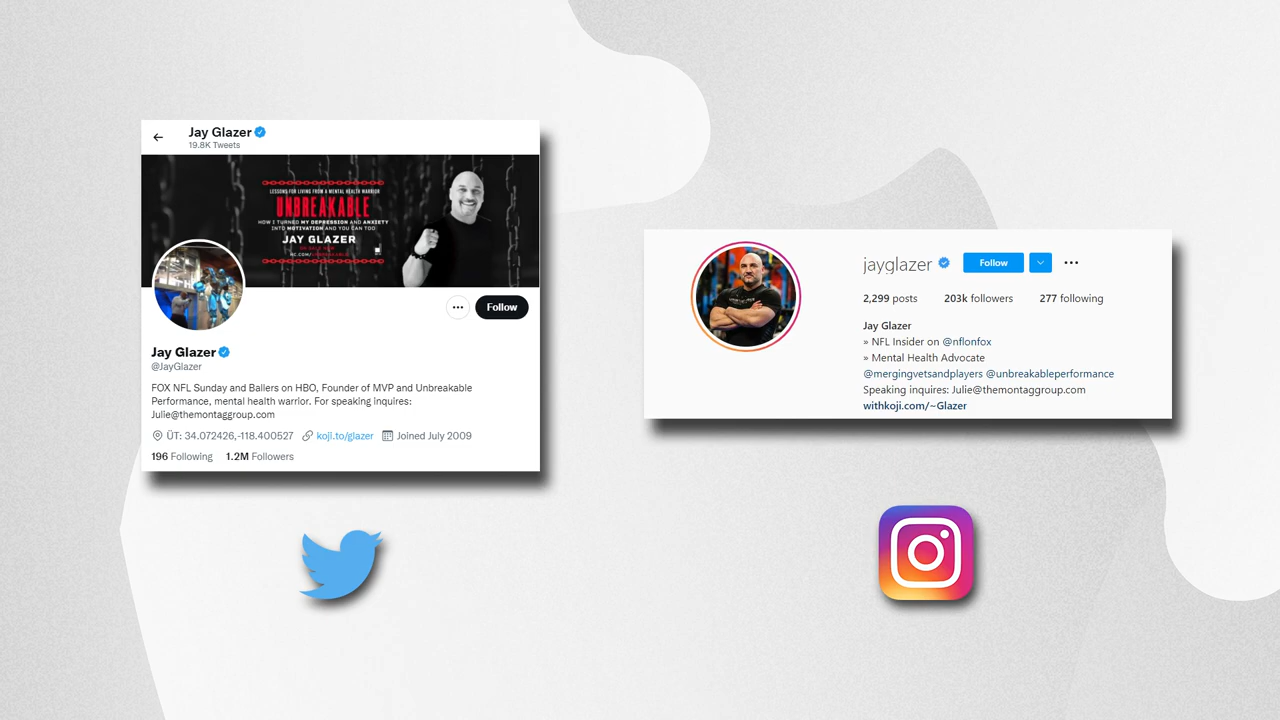 Jay Glazer
19.8K Tweets
LESSONS FOR LIVING FROM A MENTAL HEALTH WARRIOR
UNBREAKABLE
HOW I TURNED MY DEPRESSION AND ANXIETY
INTO MOTIVATION AND YOU CAN TOO
JAY GLAZER
Follow
Jay Glazer
@JayGlazer
FOX NFL Sunday and Ballers on HBO, Founder of MVP and Unbreakable
Performance, mental health warrior. For speaking inquires:
Julie@themontaggroup.com
ÜT: 34.072426,-118.400527 koji.to/glazer Joined July 2009
196 Following 1.2M Followers
jayglazer Follow
2,299 posts 203k followers 277 following
Jay Glazer
» NFL Insider on @nflonfox
» Mental Health Advocate
@mergingvetsandplayers @unbreakableperformance
Speaking inquires: Julie@themontaggroup.com
withkoji.com/~Glazer